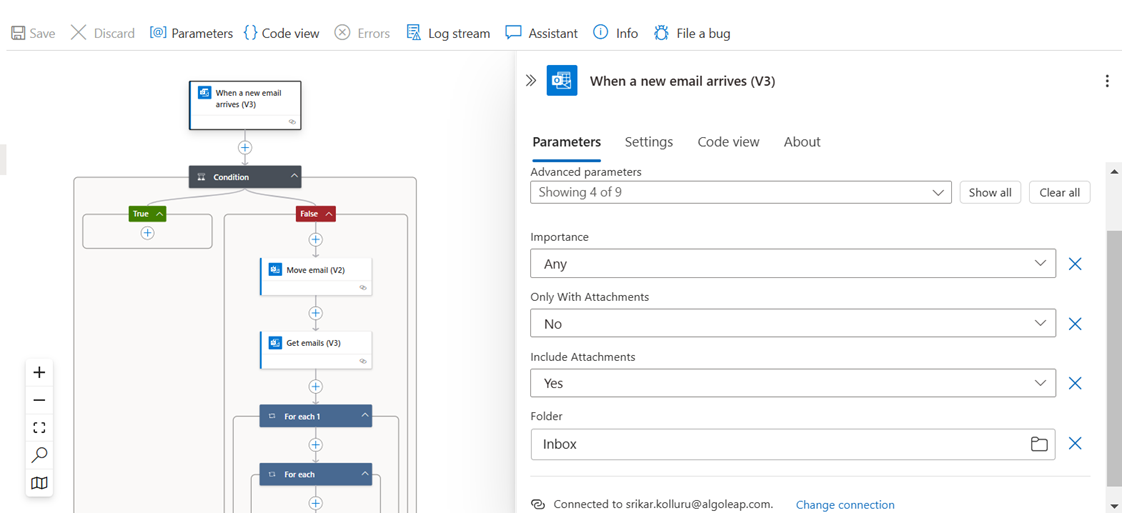 Save Discard Parameters Code view Errors Log stream Assistant Info File a bug
When a new email
arrives (V3)
Condition
True
False
Move email (V2)
Get emails (V3)
For each 1
For each
When a new email arrives (V3)
Parameters Settings Code view About
Advanced parameters
Showing 4 of 9 Show all Clear all
Importance
Any
Only With Attachments
No
Include Attachments
Yes
Folder
Inbox
Connected to srikar.kolluru@algoleap.com. Change connection